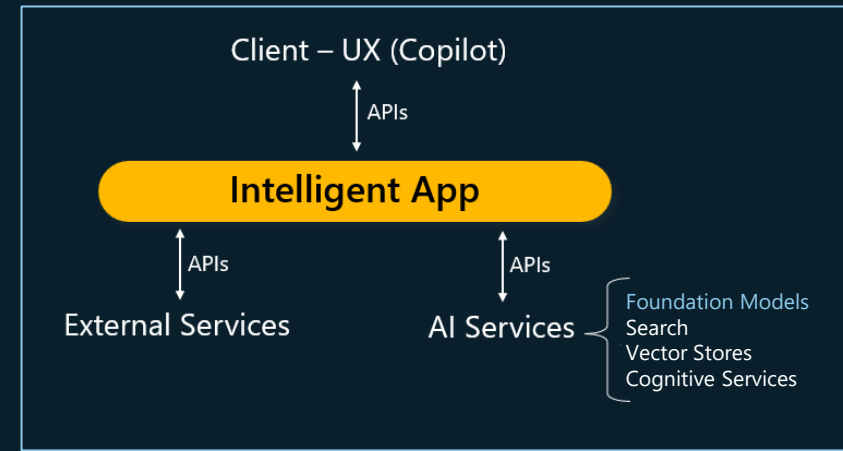 Client – UX (Copilot)
APIs
Intelligent App
APIs
APIs
External Services
AI Services
Foundation Models
Search
Vector Stores
Cognitive Services